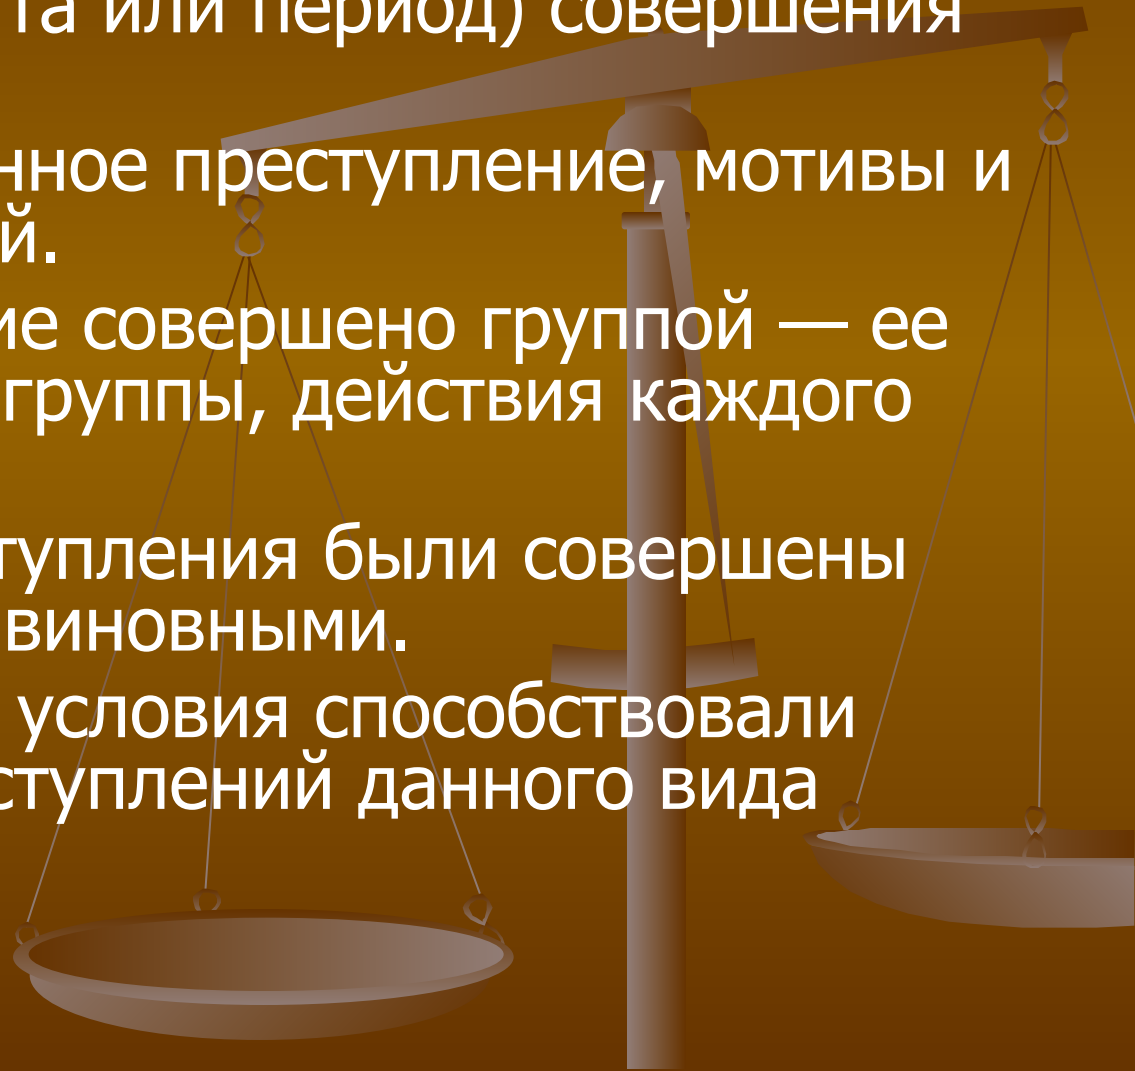 та или период) совершения
нное преступление, мотивы и
й.
ие совершено группой — ее
группы, действия каждого
тупления были совершены
виновными.
условия способствовали
ступлений данного вида